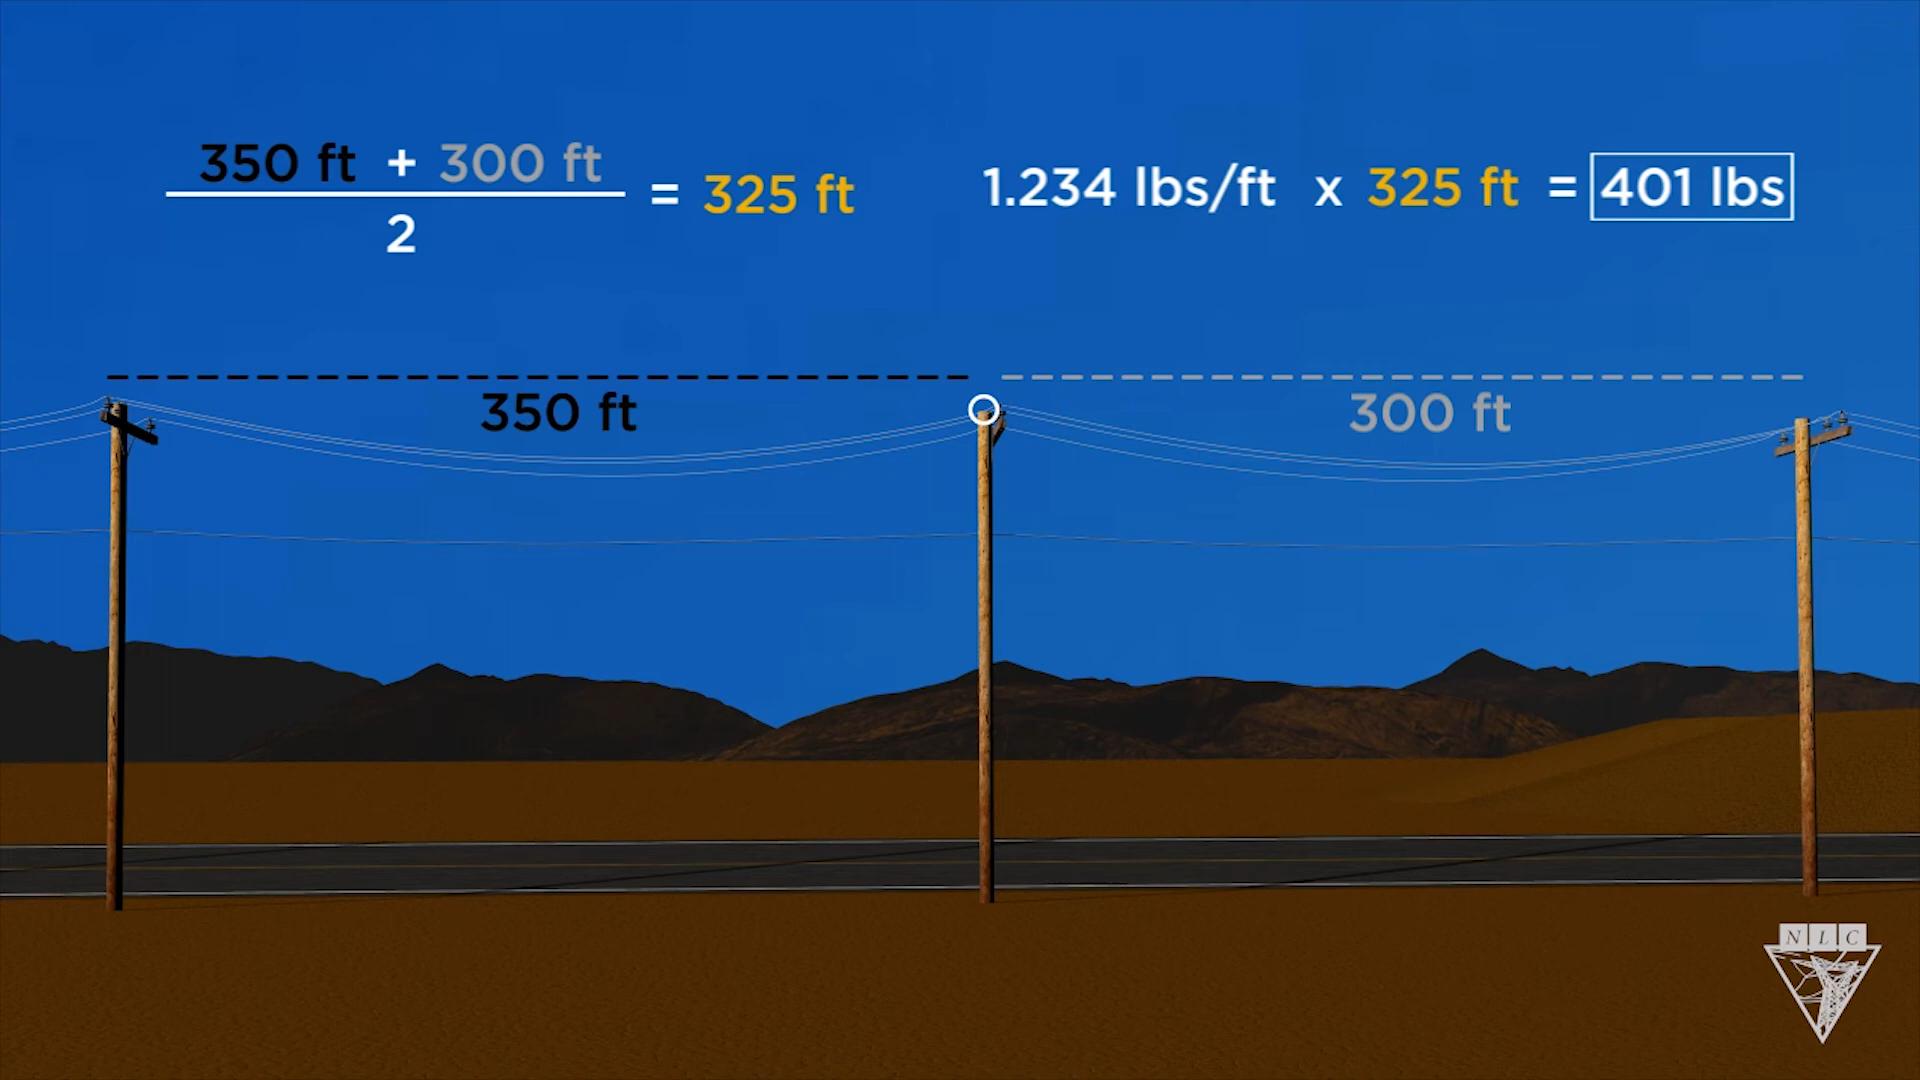 350 ft + 300 ft
2
= 325 ft
1.234 lbs/ft x 325 ft = 401 lbs
350 ft
300 ft
NLC